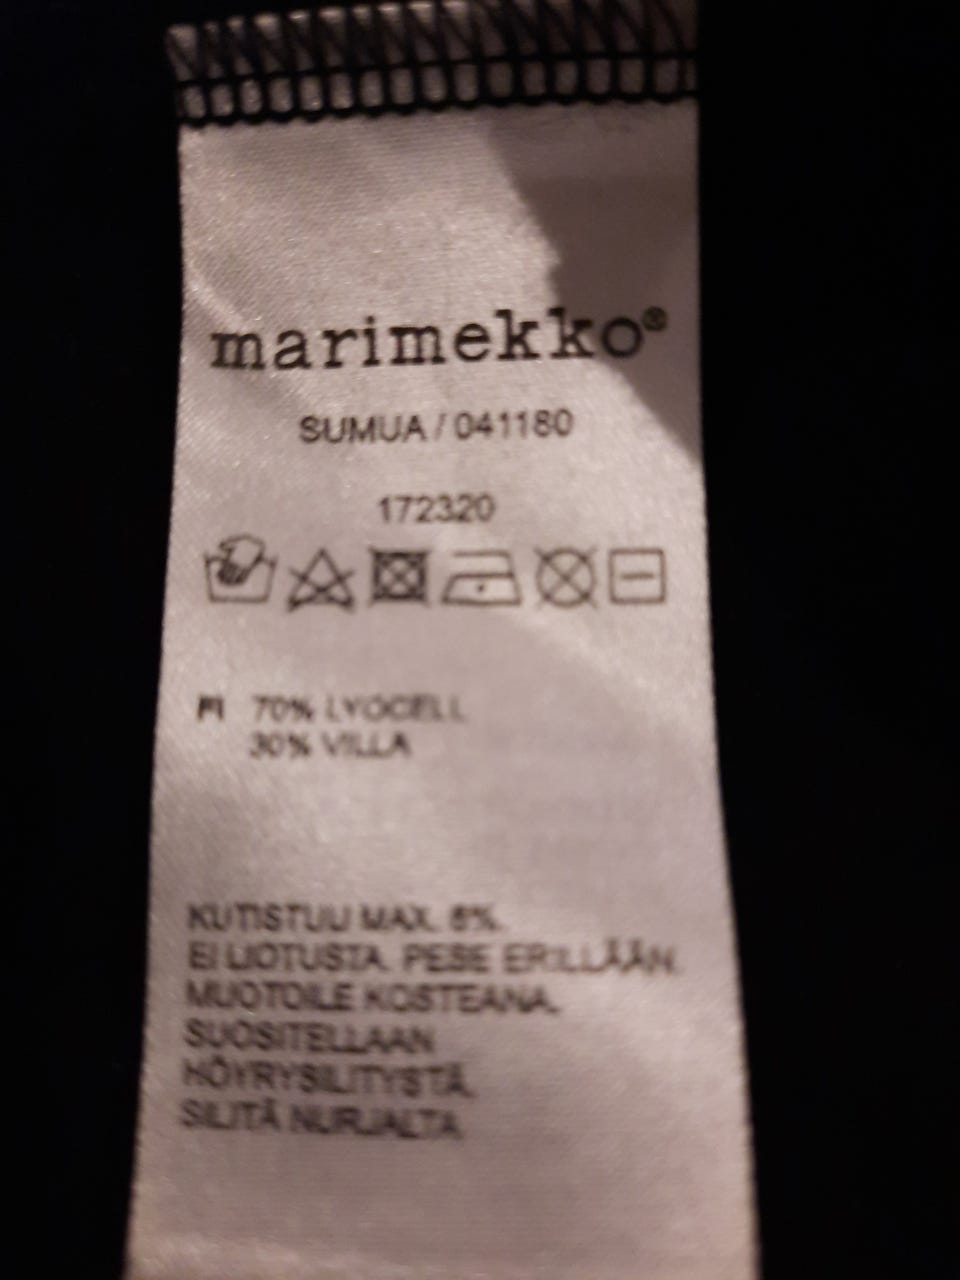 marimekko®
SUMUA / 041180
172320
FI 70% LYOCELL
30% VILLA
KUTISTUU MAX. 6%.
EI LIOTUSTA. PESE ERILLÄÄN.
MUOTOILE KOSTEANA.
SUOSITELLAAN
HÖYRYSILITYSTÄ.
SILITÄ NURJALTA.